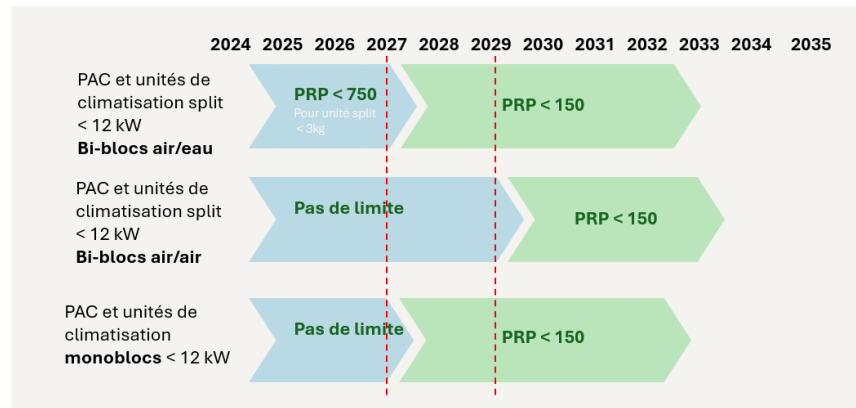 2024 2025 2026 2027 2028 2029 2030 2031 2032 2033 2034 2035
PAC et unités de
climatisation split
< 12 kW
Bi-blocs air/eau
PRP < 750
Pour unité split
< 3kg
PRP < 150
PAC et unités de
climatisation split
< 12 kW
Bi-blocs air/air
Pas de limite
PRP < 150
PAC et unités de
climatisation
monoblocs < 12 kW
Pas de limite
PRP < 150